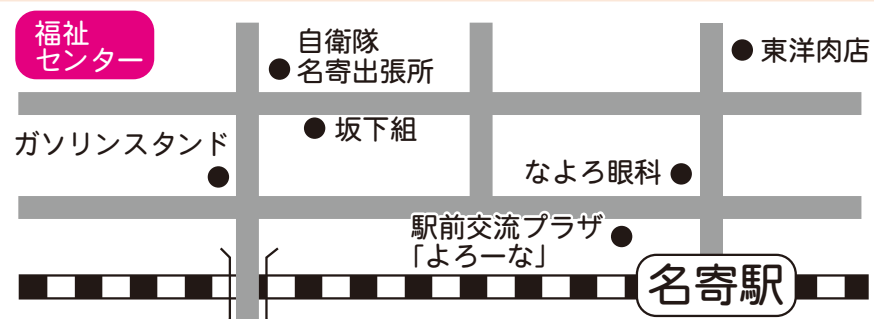 福祉
センター
自衛隊
名寄出張所
東洋肉店
坂下組
ガソリンスタンド
なよろ眼科
駅前交流プラザ
「よろーな」
名寄駅